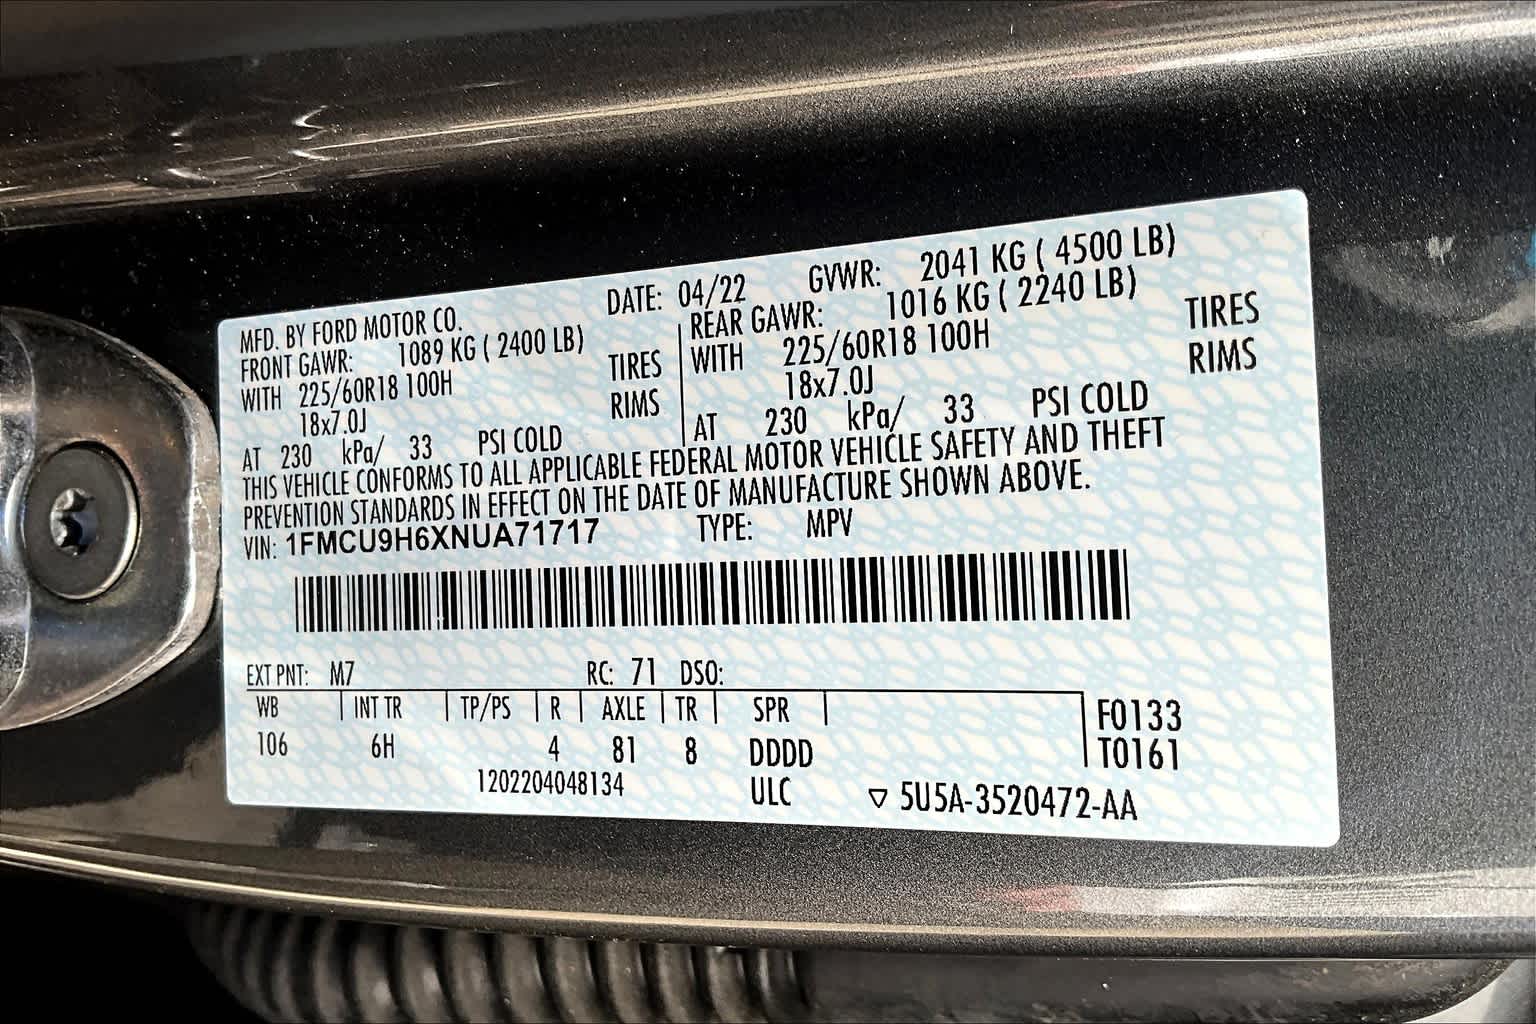 MFD. BY FORD MOTOR CO. DATE: 04/22 GVWR: 2041 KG ( 4500 LB)
FRONT GAWR: 1089 KG ( 2400 LB)
WITH 225/60R18 100H TIRES
18x7.0J RIMS
AT 230 kPa/ 33 PSI COLD
REAR GAWR: 1016 KG ( 2240 LB)
WITH 225/60R18 100H TIRES
18x7.0J RIMS
AT 230 kPa/ 33 PSI COLD
THIS VEHICLE CONFORMS TO ALL APPLICABLE FEDERAL MOTOR VEHICLE SAFETY AND THEFT
PREVENTION STANDARDS IN EFFECT ON THE DATE OF MANUFACTURE SHOWN ABOVE.
VIN: 1FMCU9H6XNUA71717 TYPE: MPV
EXT PNT: M7 RC: 71 DSO:
WB INT TR TP/PS R AXLE TR SPR F0133
106 6H 4 81 8 DDDD T0161
1202204048134 ULC ▽ 5U5A-3520472-AA